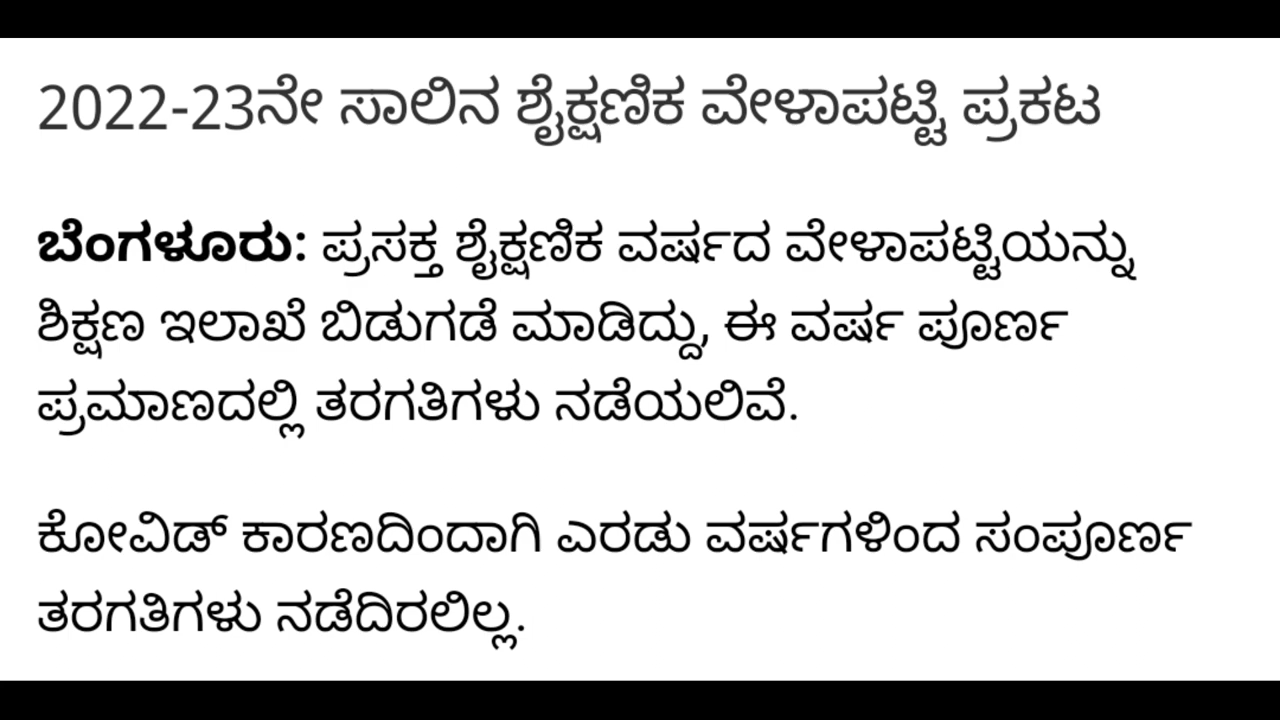 2022-23ನೇ ಸಾಲಿನ ಶೈಕ್ಷಣಿಕ ವೇಳಾಪಟ್ಟಿ ಪ್ರಕಟ
ಬೆಂಗಳೂರು: ಪ್ರಸಕ್ತ ಶೈಕ್ಷಣಿಕ ವರ್ಷದ ವೇಳಾಪಟ್ಟಿಯನ್ನು
ಶಿಕ್ಷಣ ಇಲಾಖೆ ಬಿಡುಗಡೆ ಮಾಡಿದ್ದು, ಈ ವರ್ಷ ಪೂರ್ಣ
ಪ್ರಮಾಣದಲ್ಲಿ ತರಗತಿಗಳು ನಡೆಯಲಿವೆ.
ಕೋವಿಡ್ ಕಾರಣದಿಂದಾಗಿ ಎರಡು ವರ್ಷಗಳಿಂದ ಸಂಪೂರ್ಣ
ತರಗತಿಗಳು ನಡೆದಿರಲಿಲ್ಲ.